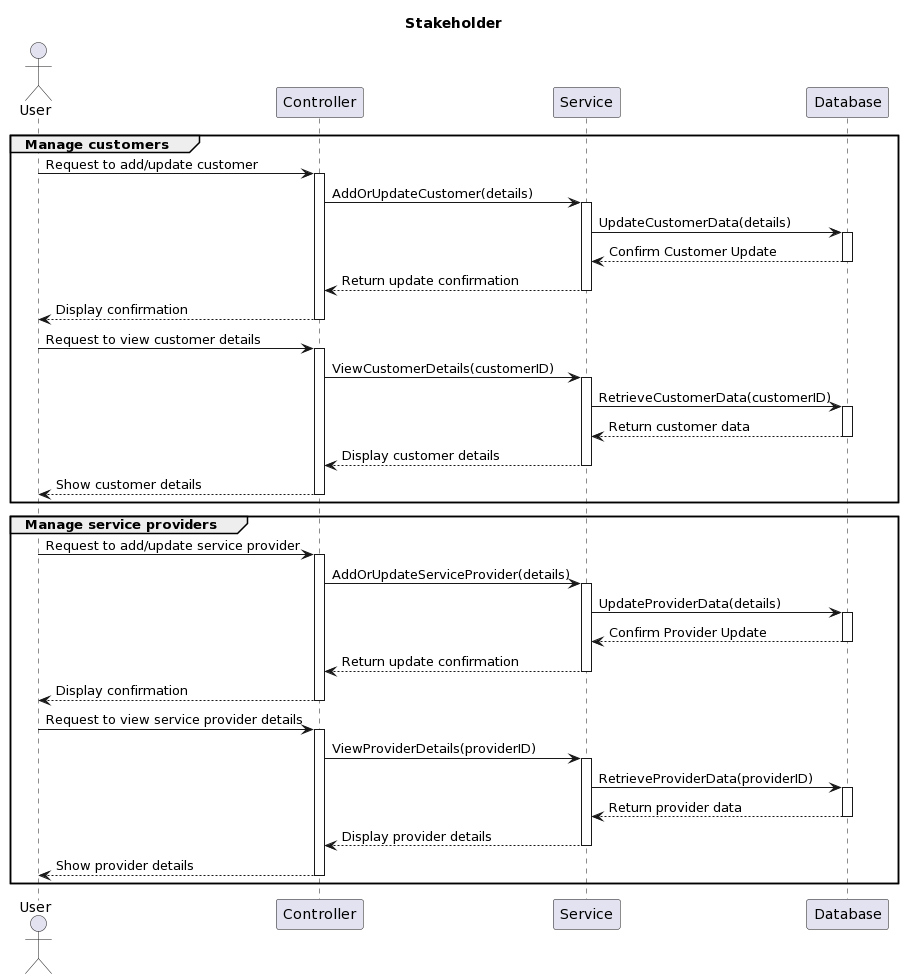 Stakeholder
User
Controller
Service
Database
Manage customers
Request to add/update customer
AddOrUpdateCustomer(details)
UpdateCustomerData(details)
Confirm Customer Update
Return update confirmation
Display confirmation
Request to view customer details
ViewCustomerDetails(customerID)
RetrieveCustomerData(customerID)
Return customer data
Display customer details
Show customer details
Manage service providers
Request to add/update service provider
AddOrUpdateServiceProvider(details)
UpdateProviderData(details)
Confirm Provider Update
Return update confirmation
Display confirmation
Request to view service provider details
ViewProviderDetails(providerID)
RetrieveProviderData(providerID)
Return provider data
Display provider details
Show provider details
User
Controller
Service
Database